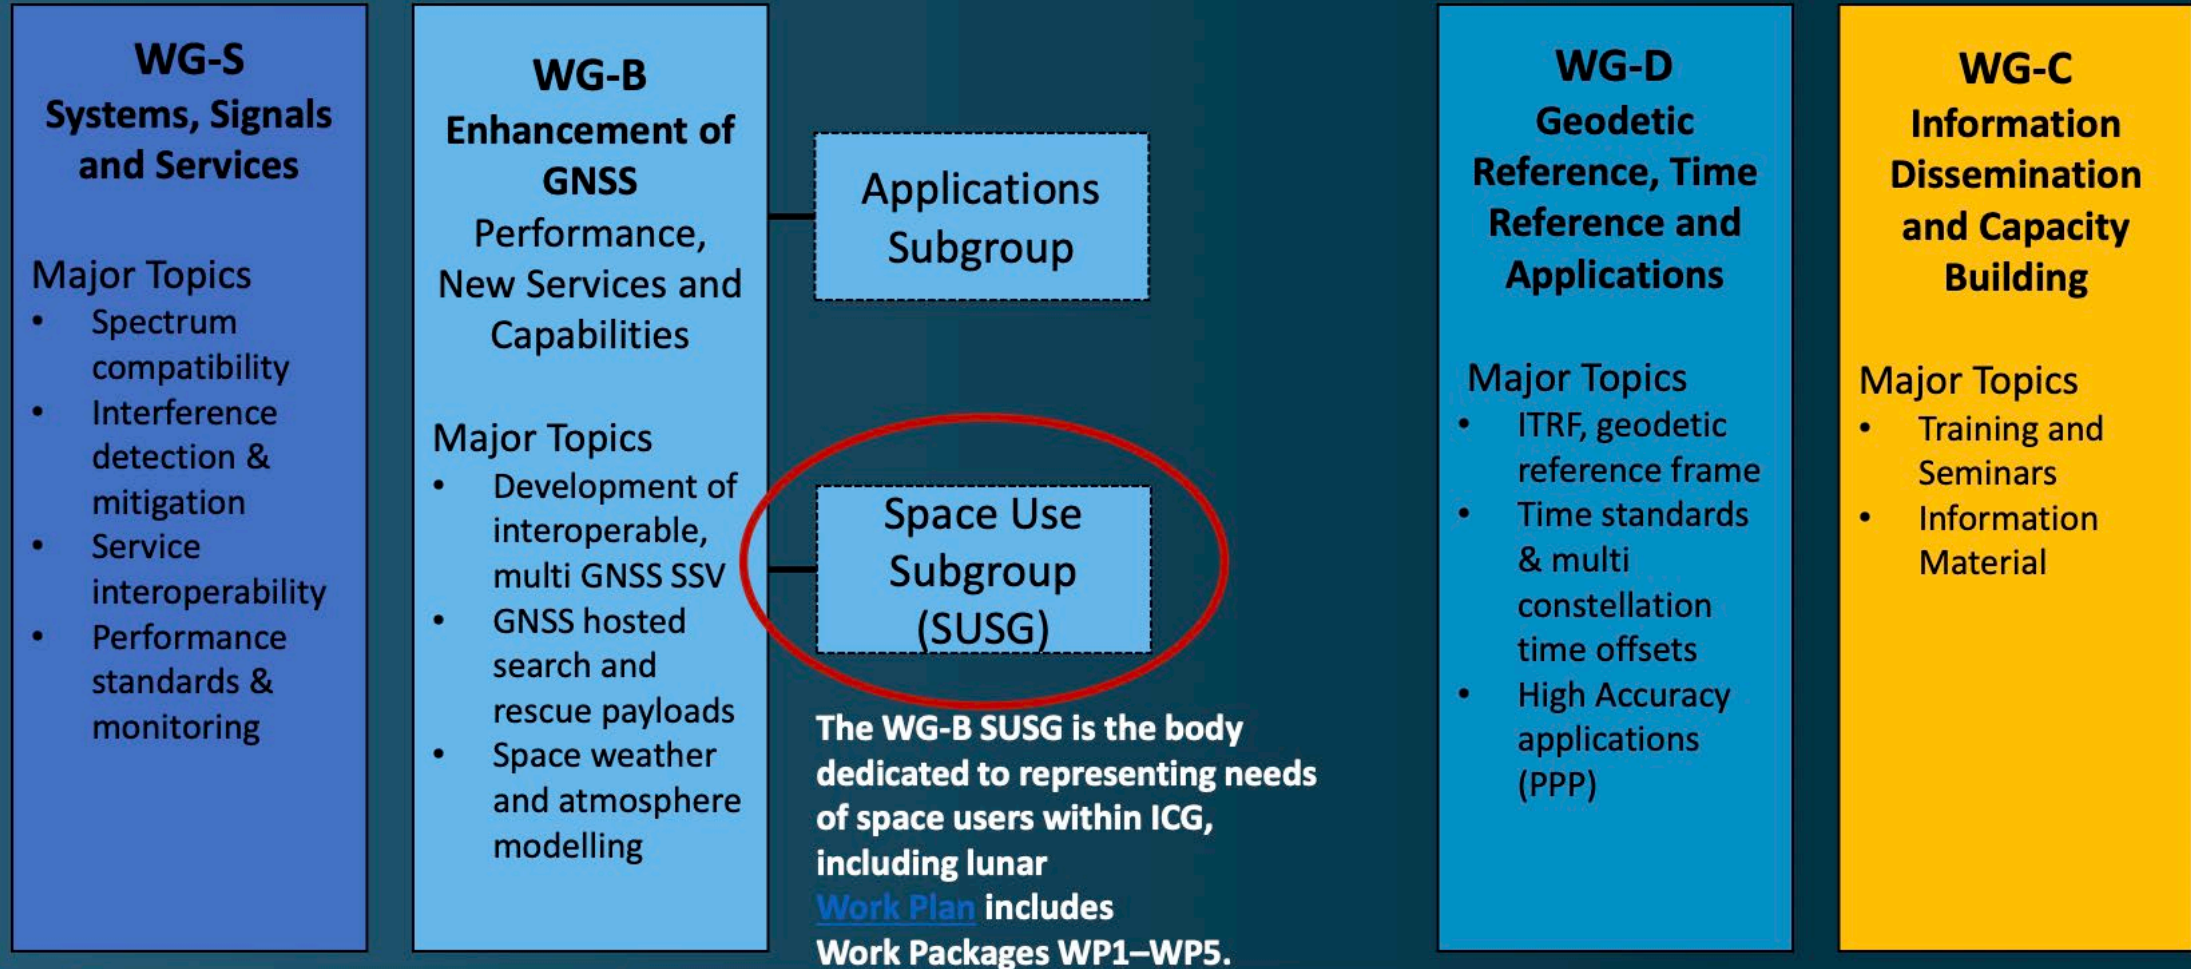 WG-S
Systems, Signals
and Services
Major Topics
• Spectrum
compatibility
• Interference
detection &
mitigation
• Service
interoperability
• Performance
standards &
monitoring
WG-B
Enhancement of
GNSS
Performance,
New Services and
Capabilities
Major Topics
• Development of
interoperable,
multi GNSS SSV
• GNSS hosted
search and
rescue payloads
• Space weather
and atmosphere
modelling
Applications
Subgroup
Space Use
Subgroup
(SUSG)
The WG-B SUSG is the body
dedicated to representing needs
of space users within ICG,
including lunar
Work Plan includes
Work Packages WP1–WP5.
WG-D
Geodetic
Reference, Time
Reference and
Applications
Major Topics
• ITRF, geodetic
reference frame
• Time standards
& multi
constellation
time offsets
• High Accuracy
applications
(PPP)
WG-C
Information
Dissemination
and Capacity
Building
Major Topics
• Training and
Seminars
• Information
Material